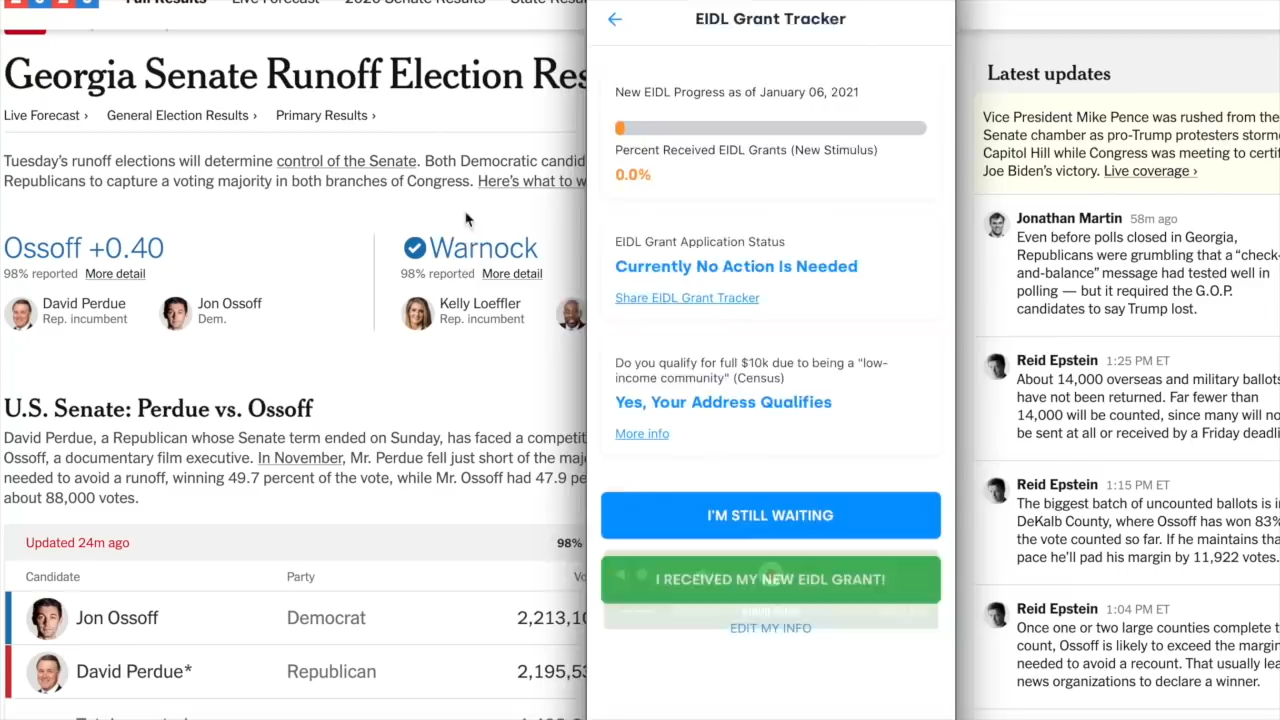 Full Results
Live Forecast
2020 Senate Results
Georgia Senate Runoff Election Res
Live Forecast ›
General Election Results ›
Primary Results ›
Tuesday's runoff elections will determine control of the Senate. Both Democratic candid
Republicans to capture a voting majority in both branches of Congress. Here's what to w
Ossoff +0.40
98% reported More detail
David Perdue
Rep. incumbent
Jon Ossoff
Dem.
Warnock
98% reported More detail
Kelly Loeffler
Rep. incumbent
U.S. Senate: Perdue vs. Ossoff
David Perdue, a Republican whose Senate term ended on Sunday, has faced a competit
Ossoff, a documentary film executive. In November, Mr. Perdue fell just short of the maj
needed to avoid a runoff, winning 49.7 percent of the vote, while Mr. Ossoff had 47.9 pe
about 88,000 votes.
Updated 24m ago
98%
Candidate
Party
Vo
Jon Ossoff
Democrat
2,213,10
David Perdue*
Republican
2,195,53
EIDL Grant Tracker
New EIDL Progress as of January 06, 2021
Percent Received EIDL Grants (New Stimulus)
0.0%
EIDL Grant Application Status
Currently No Action Is Needed
Share EIDL Grant Tracker
Do you qualify for full $10k due to being a "low-
income community" (Census)
Yes, Your Address Qualifies
More info
I'M STILL WAITING
I RECEIVED MY NEW EIDL GRANT!
EDIT MY INFO
Latest updates
Vice President Mike Pence was rushed from the
Senate chamber as pro-Trump protesters storm
Capitol Hill while Congress was meeting to certif
Joe Biden's victory. Live coverage ›
Jonathan Martin 58m ago
Even before polls closed in Georgia,
Republicans were grumbling that a "check-
and-balance" message had tested well in
polling — but it required the G.O.P.
candidates to say Trump lost.
Reid Epstein 1:25 PM ET
About 14,000 overseas and military ballots
have not been returned. Far fewer than
14,000 will be counted, since many will no
be sent at all or received by a Friday deadli
Reid Epstein 1:15 PM ET
The biggest batch of uncounted ballots is i
DeKalb County, where Ossoff has won 83%
the vote counted so far. If he maintains tha
pace he'll pad his margin by 11,922 votes.
Reid Epstein 1:04 PM ET
Once one or two large counties complete t
count, Ossoff is likely to exceed the margin
needed to avoid a recount. That usually lea
news organizations to declare a winner.